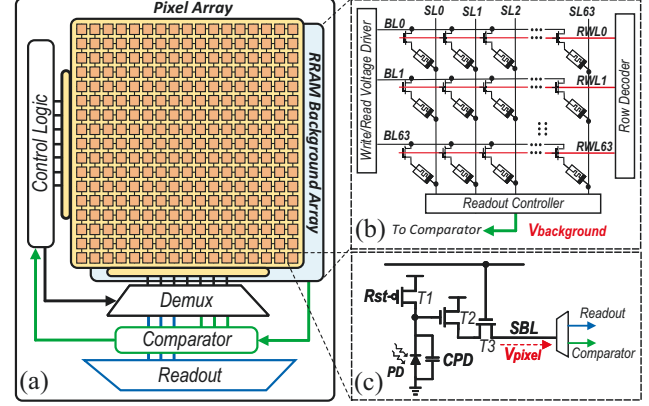 Pixel Array
Control Logic
RRAM Background Array
Demux
Comparator
Readout
(a)
SL0 SL1 SL2 SL63
Write/Read Voltage Driver
BL0 RWL0
BL1 RWL1
BL63 RWL63
Row Decoder
Readout Controller
To Comparator
Vbackground
(b)
Rst T1
T2
T3
SBL
Vpixel
Readout
Comparator
PD
CPD
(c)